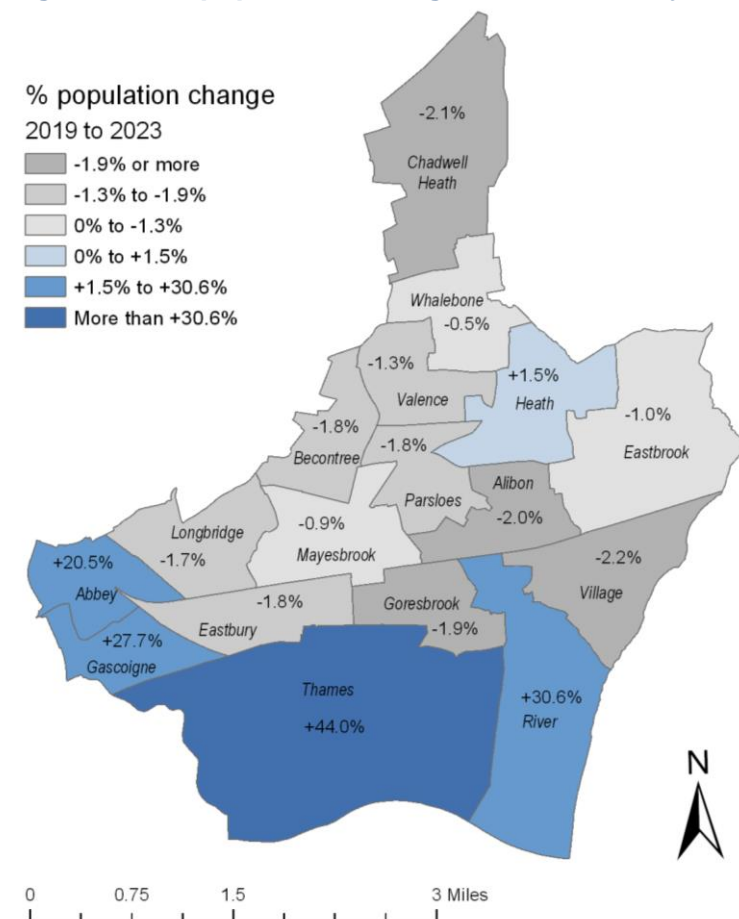 % population change
2019 to 2023
-1.9% or more
-1.3% to -1.9%
0% to -1.3%
0% to +1.5%
+1.5% to +30.6%
More than +30.6%
-2.1%
Chadwell
Heath
Whalebone
-0.5%
-1.3%
Valence
+1.5%
Heath
-1.0%
Eastbrook
-1.8%
Becontree
-1.8%
Parsloes
Alibon
-2.0%
Longbridge
-1.7%
-0.9%
Mayesbrook
+20.5%
Abbey
-2.2%
Village
-1.8%
Eastbury
Goresbrook
-1.9%
+27.7%
Gascoigne
Thames
+44.0%
+30.6%
River
N
0 0.75 1.5 3 Miles